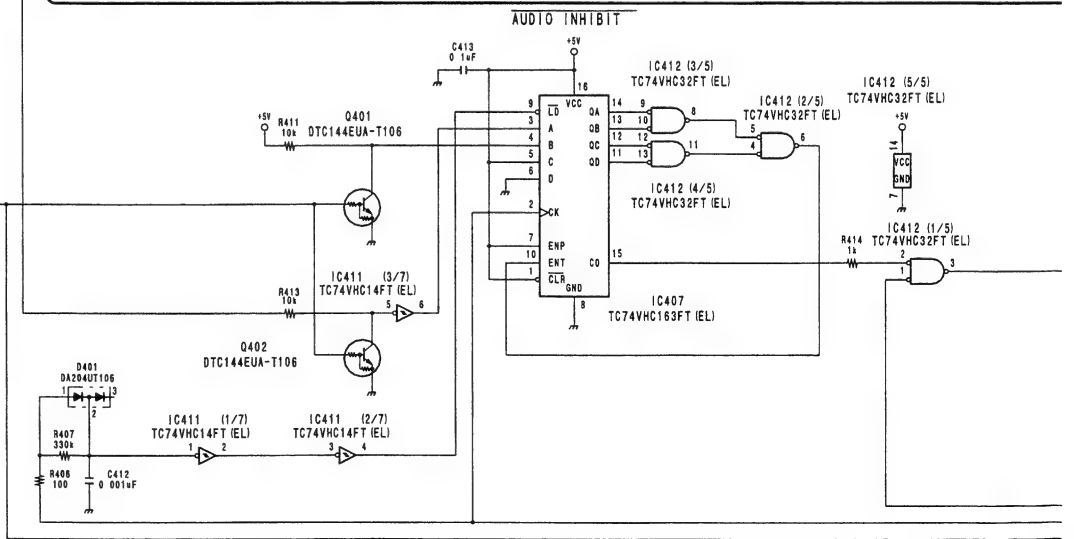 AUDIO INHIBIT
C413
0 1uF
+5V
16
VCC
9 LD
3 A
4 B
5 C
6 D
2 CK
7 ENP
10 ENT
1 CLR
GND
8
QA 14
QB 13
QC 12
QD 11
CO 15
IC407
TC74VHC163FT(EL)
IC412 (3/5)
TC74VHC32FT(EL)
9
10
8
12
13
11
IC412 (4/5)
TC74VHC32FT(EL)
IC412 (2/5)
TC74VHC32FT(EL)
5
4
6
IC412 (5/5)
TC74VHC32FT(EL)
+5V
14
VCC
GND
7
R414
1k
IC412 (1/5)
TC74VHC32FT(EL)
2
1
3
+5V
R411
10k
Q401
DTC144EUA-T106
R413
10k
IC411 (3/7)
TC74VHC14FT(EL)
5
6
Q402
DTC144EUA-T106
D401
DA204UT106
1
3
2
R407
330k
R406
100
C412
0 001uF
IC411 (1/7)
TC74VHC14FT(EL)
1
2
IC411 (2/7)
TC74VHC14FT(EL)
3
4